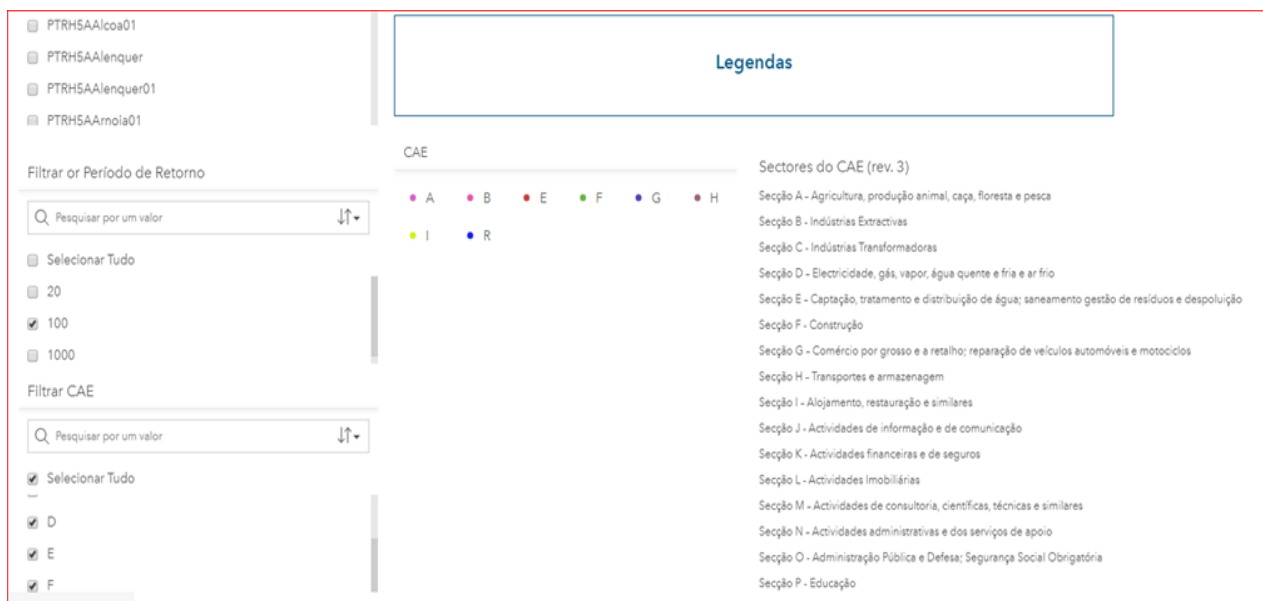 PTRH5AAlcoa01
PTRH5AAlenquer
PTRH5AAlenquer01
PTRH5AArnoia01
Filtrar or Período de Retorno
Pesquisar por um valor
Selecionar Tudo
20
100
1000
Filtrar CAE
Pesquisar por um valor
Selecionar Tudo
D
E
F
Legendas
CAE
A B E F G H
I R
Sectores do CAE (rev. 3)
Secção A - Agricultura, produção animal, caça, floresta e pesca
Secção B - Indústrias Extractivas
Secção C - Indústrias Transformadoras
Secção D - Electricidade, gás, vapor, água quente e fria e ar frio
Secção E - Captação, tratamento e distribuição de água; saneamento gestão de resíduos e despoluição
Secção F - Construção
Secção G - Comércio por grosso e a retalho; reparação de veículos automóveis e motociclos
Secção H - Transportes e armazenagem
Secção I - Alojamento, restauração e similares
Secção J - Actividades de informação e de comunicação
Secção K - Actividades financeiras e de seguros
Secção L - Actividades Imobiliárias
Secção M - Actividades de consultoria, científicas, técnicas e similares
Secção N - Actividades administrativas e dos serviços de apoio
Secção O - Administração Pública e Defesa; Segurança Social Obrigatória
Secção P - Educação